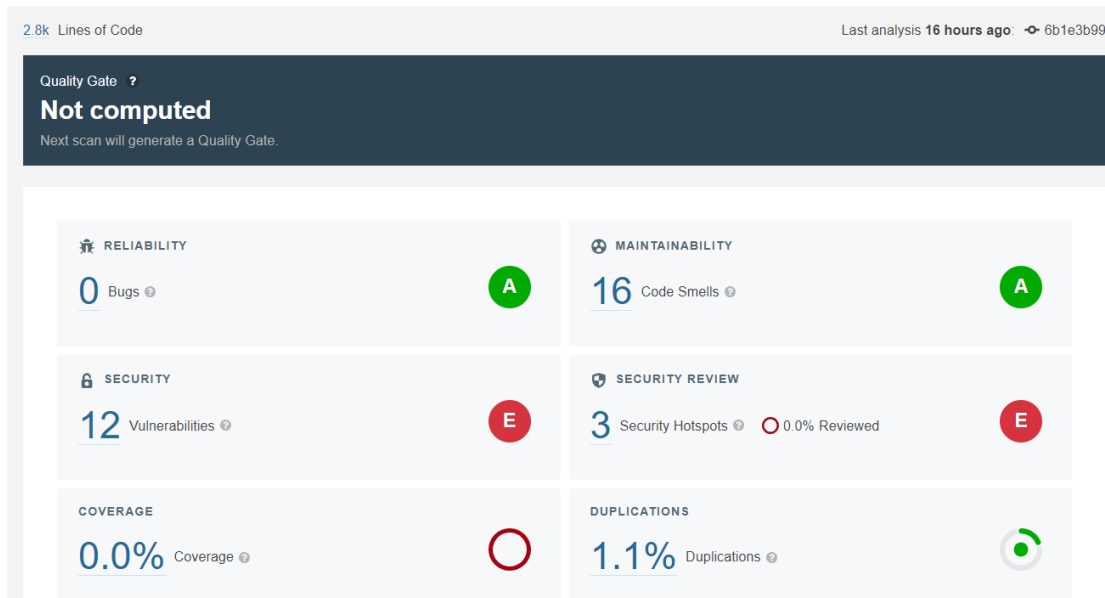 2.8k Lines of Code Last analysis 16 hours ago: 6b1e3b99
Quality Gate ?
Not computed
Next scan will generate a Quality Gate.
RELIABILITY
0 Bugs ?
A
MAINTAINABILITY
16 Code Smells ?
A
SECURITY
12 Vulnerabilities ?
E
SECURITY REVIEW
3 Security Hotspots ? 0.0% Reviewed
E
COVERAGE
0.0% Coverage ?
DUPLICATIONS
1.1% Duplications ?